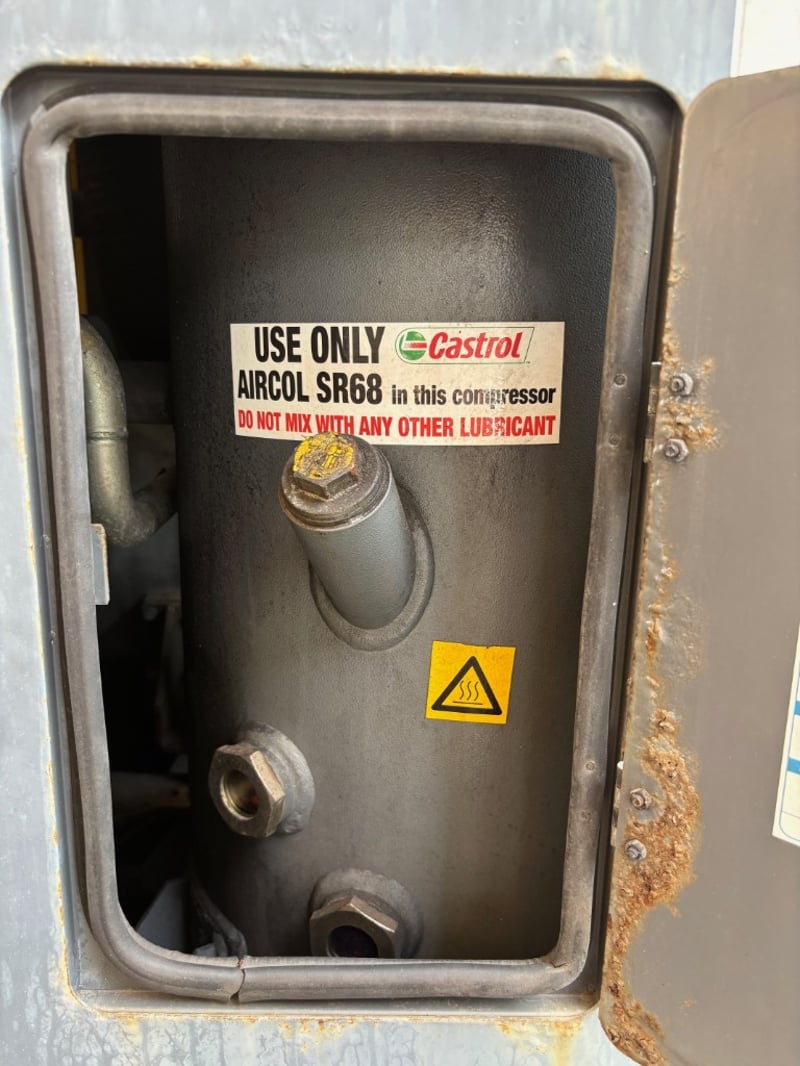 USE ONLY Castrol
AIRCOL SR68 in this compressor
DO NOT MIX WITH ANY OTHER LUBRICANT